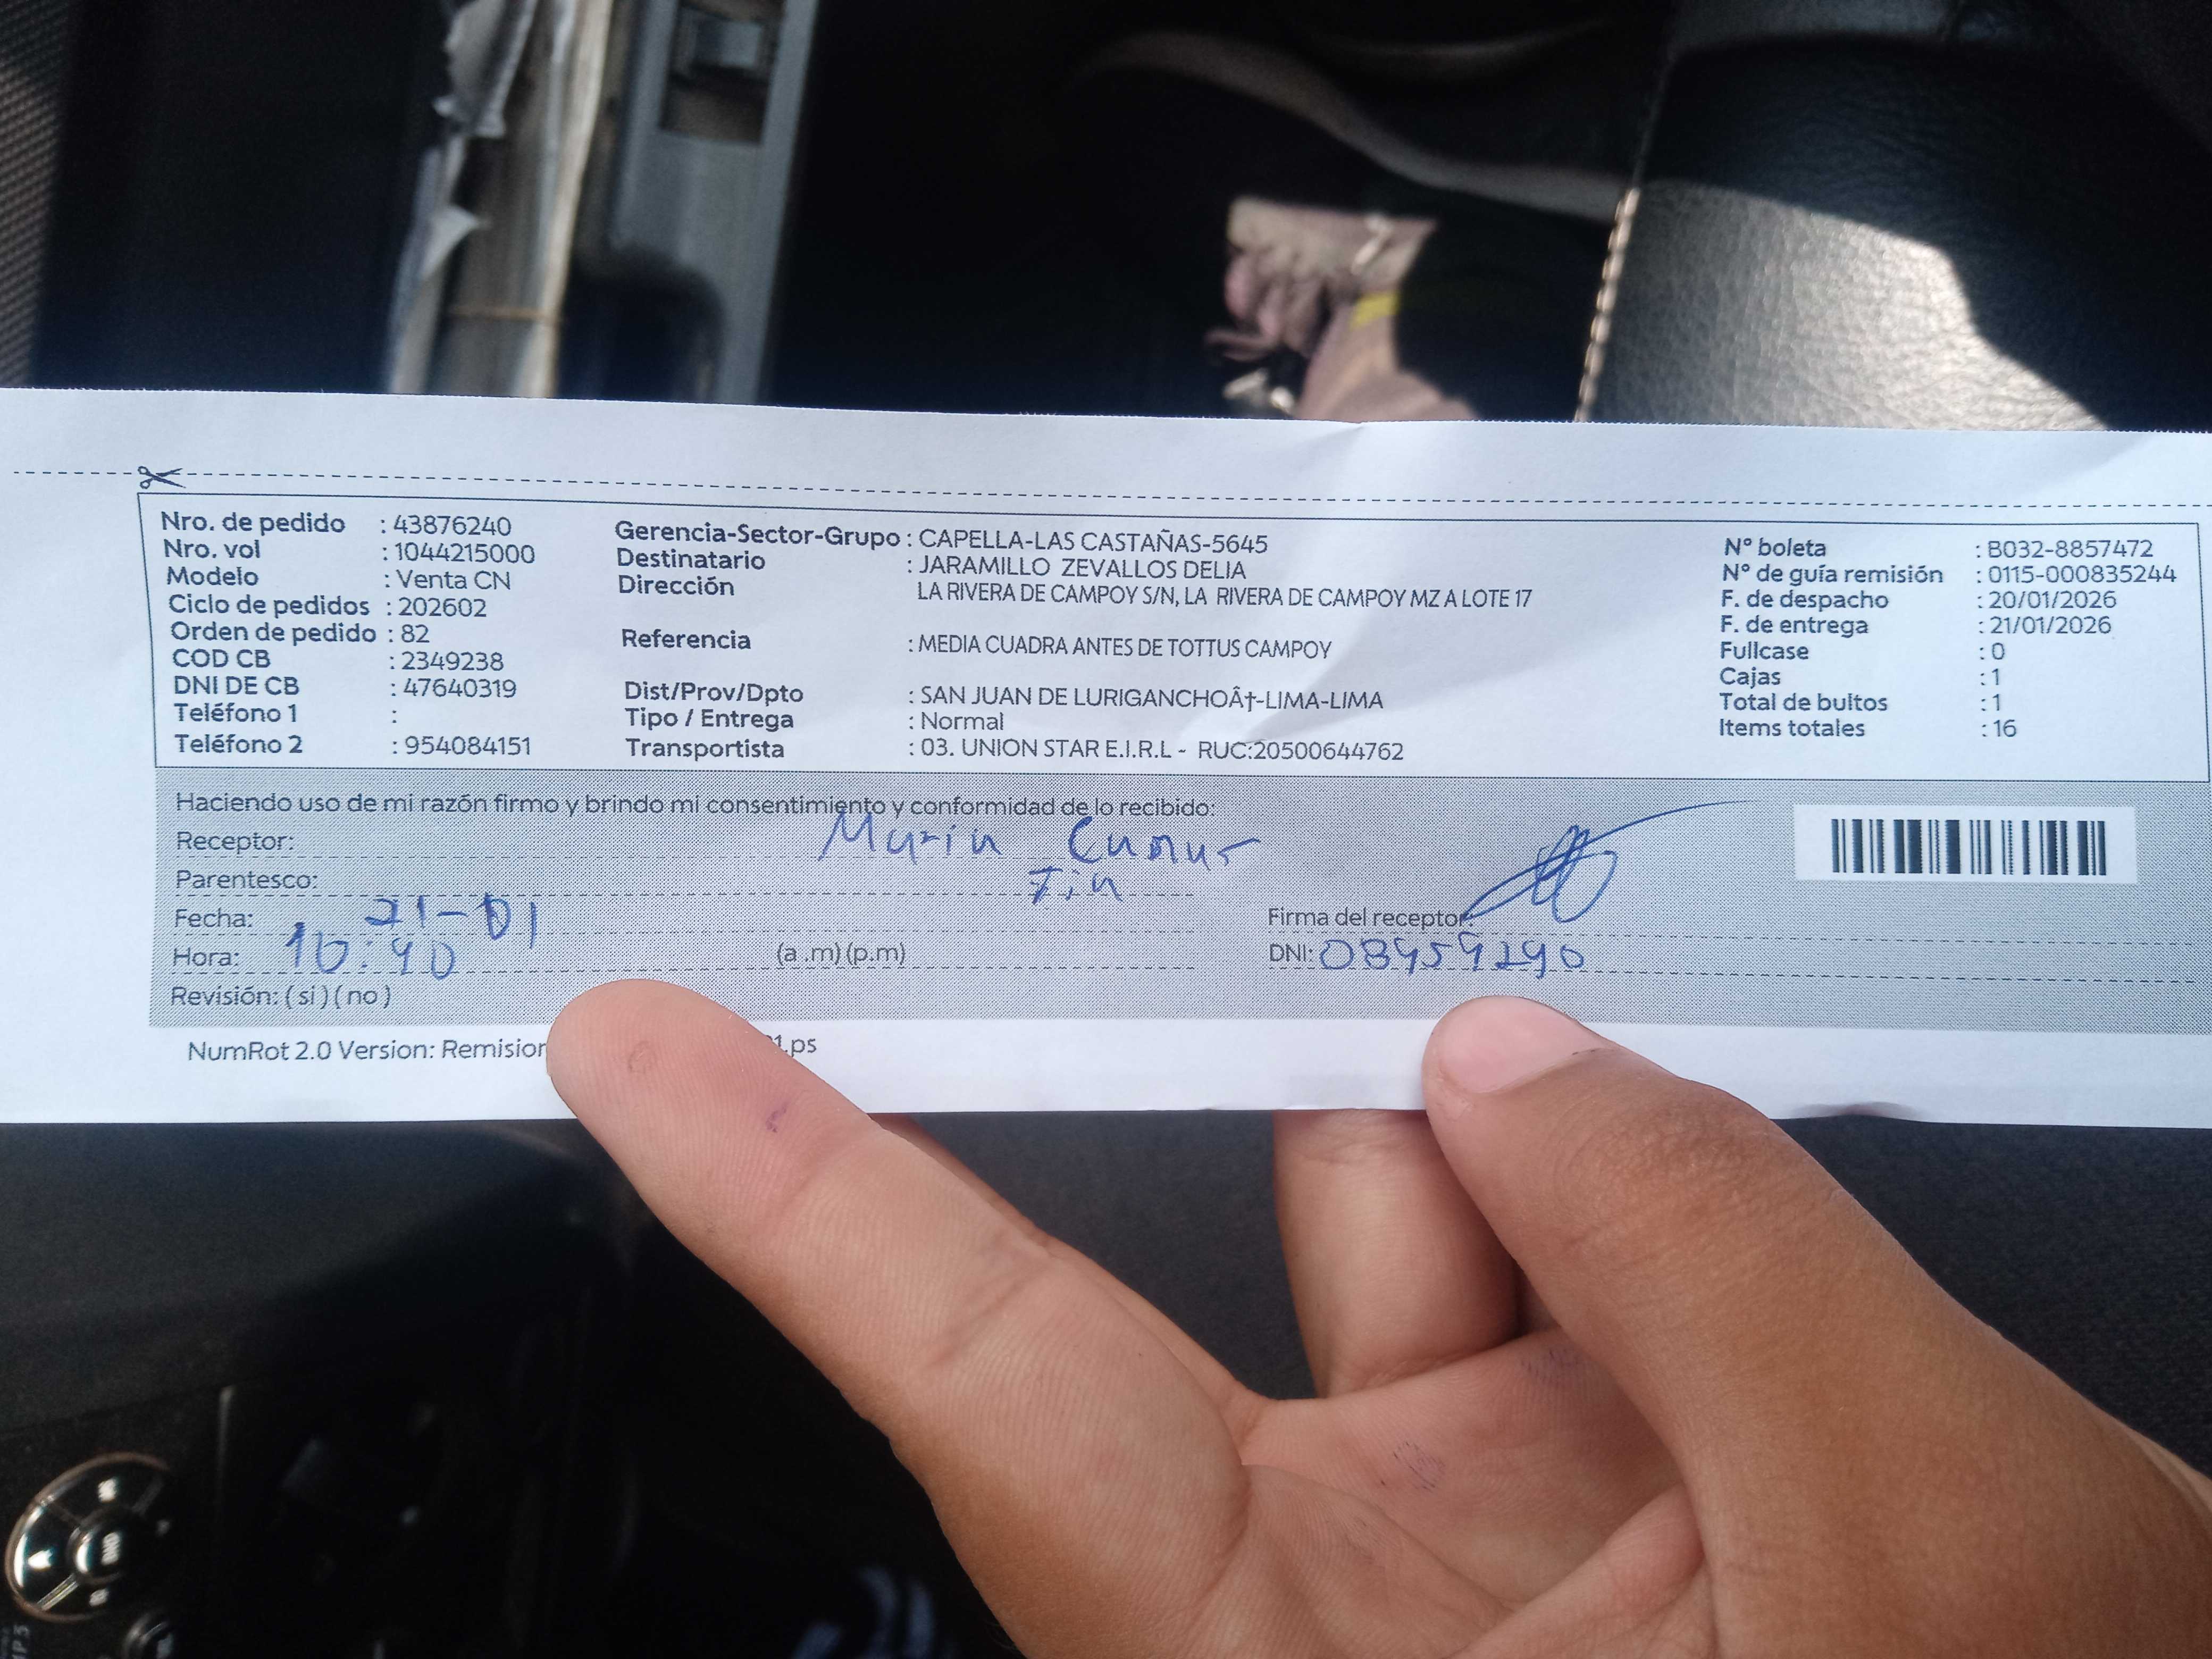 Nro. de pedido : 43876240
Nro. vol : 1044215000
Modelo : Venta CN
Ciclo de pedidos : 202602
Orden de pedido : 82
COD CB : 2349238
DNI DE CB : 47640319
Teléfono 1 :
Teléfono 2 : 954084151
Gerencia-Sector-Grupo : CAPELLA-LAS CASTAÑAS-5645
Destinatario : JARAMILLO ZEVALLOS DELIA
Dirección LA RIVERA DE CAMPOY S/N, LA RIVERA DE CAMPOY MZ A LOTE 17
Referencia : MEDIA CUADRA ANTES DE TOTTUS CAMPOY
Dist/Prov/Dpto : SAN JUAN DE LURIGANCHOÂ†-LIMA-LIMA
Tipo / Entrega : Normal
Transportista : 03. UNION STAR E.I.R.L - RUC:20500644762
N° boleta : B032-8857472
N° de guía remisión : 0115-000835244
F. de despacho : 20/01/2026
F. de entrega : 21/01/2026
Fullcase : 0
Cajas : 1
Total de bultos : 1
Items totales : 16
Haciendo uso de mi razón firmo y brindo mi consentimiento y conformidad de lo recibido:
Receptor:
Parentesco:
Fecha: 21-01
Hora: 10:40 (a .m) (p.m)
Revisión: ( si ) ( no )
Firma del receptor:
DNI: 08459290
NumRot 2.0 Version: Remision
1.ps